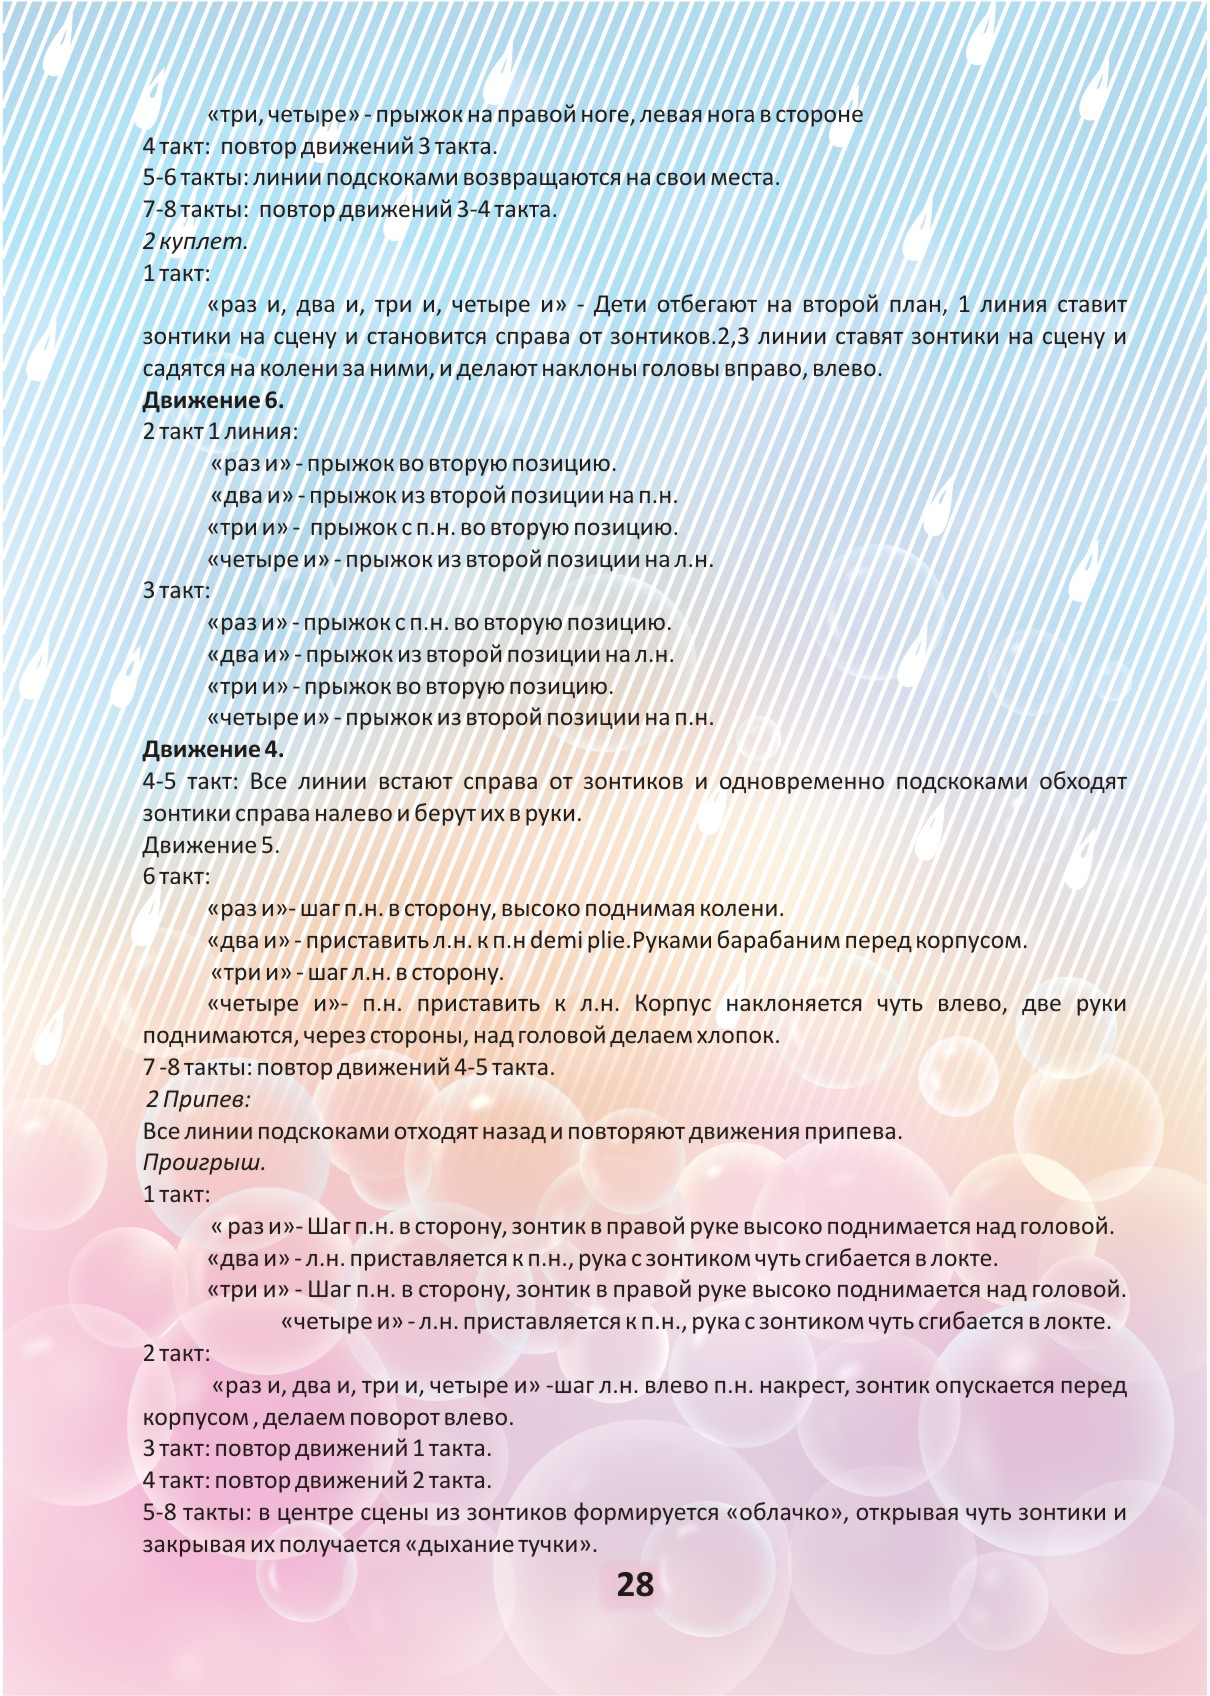 «три, четыре» - прыжок на правой ноге, левая нога в стороне
4 такт: повтор движений 3 такта.
5-6 такты: линии подскоками возвращаются на свои места.
7-8 такты: повтор движений 3-4 такта.
2 куплет.
1 такт:
«раз и, два и, три и, четыре и» - Дети отбегают на второй план, 1 линия ставит
зонтики на сцену и становится справа от зонтиков.2,3 линии ставят зонтики на сцену и
садятся на колени за ними, и делают наклоны головы вправо, влево.
Движение 6.
2 такт 1 линия:
«раз и» - прыжок во вторую позицию.
«два и» - прыжок из второй позиции на п.н.
«три и» - прыжок с п.н. во вторую позицию.
«четыре и» - прыжок из второй позиции на л.н.
3 такт:
«раз и» - прыжок с п.н. во вторую позицию.
«два и» - прыжок из второй позиции на л.н.
«три и» - прыжок во вторую позицию.
«четыре и» - прыжок из второй позиции на п.н.
Движение 4.
4-5 такт: Все линии встают справа от зонтиков и одновременно подскоками обходят
зонтики справа налево и берут их в руки.
Движение 5.
6 такт:
«раз и»- шаг п.н. в сторону, высоко поднимая колени.
«два и» - приставить л.н. к п.н demi plie.Руками барабаним перед корпусом.
«три и» - шаг л.н. в сторону.
«четыре и»- п.н. приставить к л.н. Корпус наклоняется чуть влево, две руки
поднимаются, через стороны, над головой делаем хлопок.
7 -8 такты: повтор движений 4-5 такта.
2 Припев:
Все линии подскоками отходят назад и повторяют движения припева.
Проигрыш.
1 такт:
« раз и»- Шаг п.н. в сторону, зонтик в правой руке высоко поднимается над головой.
«два и» - л.н. приставляется к п.н., рука с зонтиком чуть сгибается в локте.
«три и» - Шаг п.н. в сторону, зонтик в правой руке высоко поднимается над головой.
«четыре и» - л.н. приставляется к п.н., рука с зонтиком чуть сгибается в локте.
2 такт:
«раз и, два и, три и, четыре и» -шаг л.н. влево п.н. накрест, зонтик опускается перед
корпусом , делаем поворот влево.
3 такт: повтор движений 1 такта.
4 такт: повтор движений 2 такта.
5-8 такты: в центре сцены из зонтиков формируется «облачко», открывая чуть зонтики и
закрывая их получается «дыхание тучки».
28